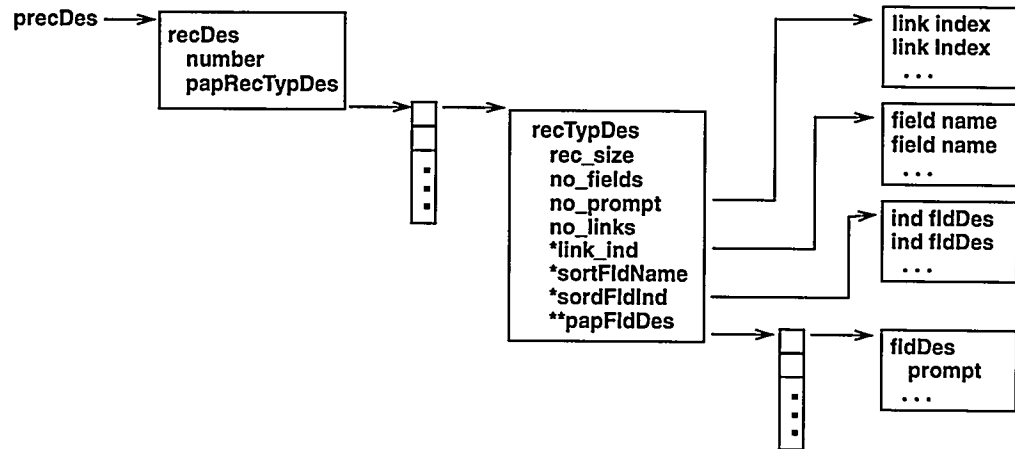 precDes
recDes
number
papRecTypDes
recTypDes
rec_size
no_fields
no_prompt
no_links
*link_ind
*sortFldName
*sordFldInd
**papFldDes
link index
link Index
...
field name
field name
...
ind fldDes
ind fldDes
...
fldDes
prompt
...